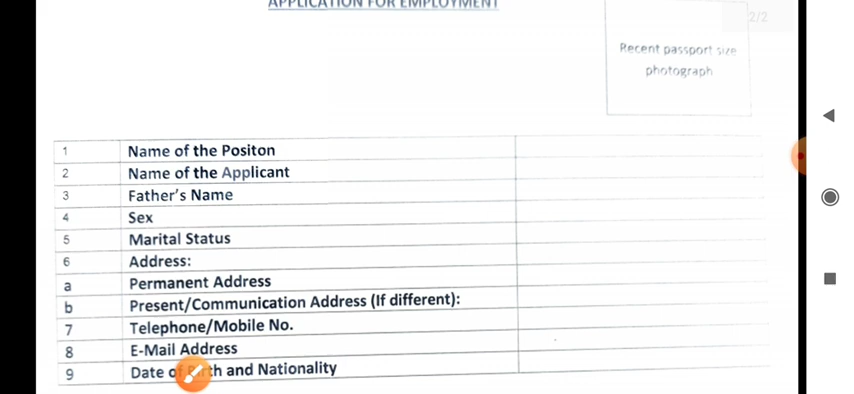 APPLICATION FOR EMPLOYMENT
2/2
Recent passport size
photograph
1 Name of the Positon
2 Name of the Applicant
3 Father's Name
4 Sex
5 Marital Status
6 Address:
a Permanent Address
b Present/Communication Address (If different):
7 Telephone/Mobile No.
8 E-Mail Address
9 Date of Birth and Nationality